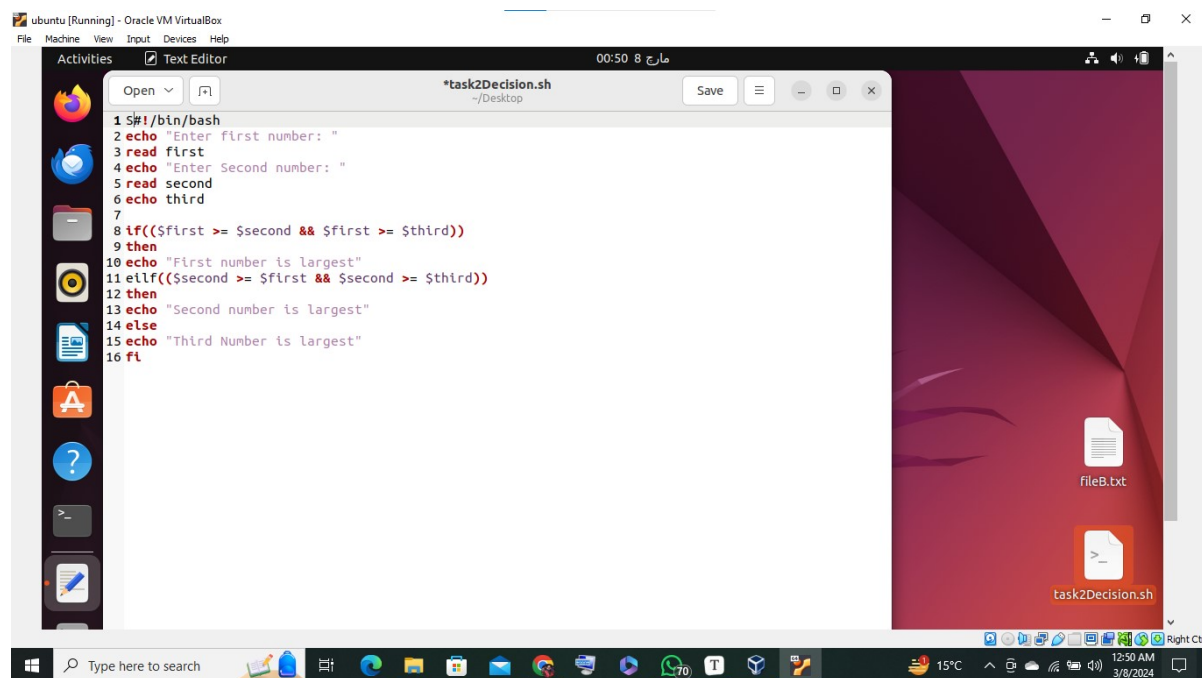 ubuntu [Running] - Oracle VM VirtualBox
File Machine View Input Devices Help
Activities Text Editor 00:50 8 مارچ
Open *task2Decision.sh Save
~/Desktop
1 S#!/bin/bash
2 echo "Enter first number: "
3 read first
4 echo "Enter Second number: "
5 read second
6 echo third
7
8 if(($first >= $second && $first >= $third))
9 then
10 echo "First number is largest"
11 eilf(($second >= $first && $second >= $third))
12 then
13 echo "Second number is largest"
14 else
15 echo "Third Number is largest"
16 fi
fileB.txt
task2Decision.sh
Right Ct
Type here to search 70 T 15°C 12:50 AM
3/8/2024